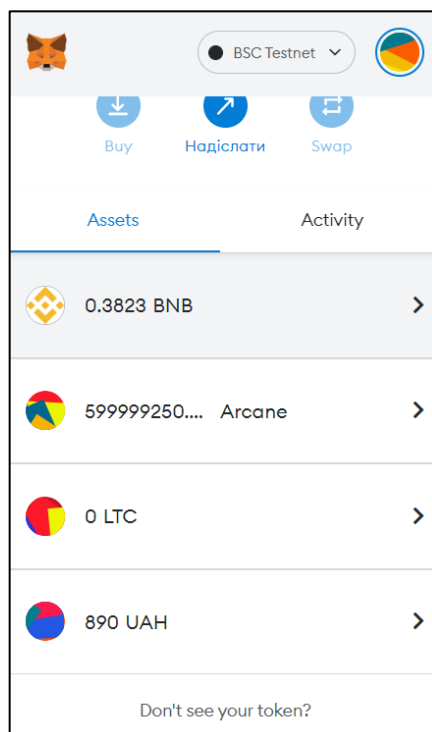 BSC Testnet
Buy Надіслати Swap
Assets Activity
0.3823 BNB
599999250.... Arcane
0 LTC
890 UAH
Don't see your token?